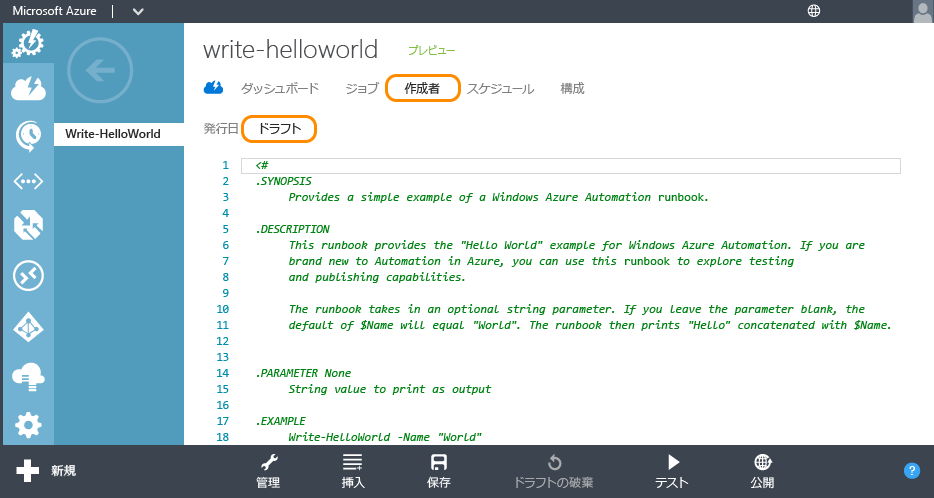 Microsoft Azure
write-helloworld プレビュー
ダッシュボード ジョブ 作成者 スケジュール 構成
Write-HelloWorld
発行日 ドラフト
1 <#
2 .SYNOPSIS
3 Provides a simple example of a Windows Azure Automation runbook.
4
5 .DESCRIPTION
6 This runbook provides the "Hello World" example for Windows Azure Automation. If you are
7 brand new to Automation in Azure, you can use this runbook to explore testing
8 and publishing capabilities.
9
10 The runbook takes in an optional string parameter. If you leave the parameter blank, the
11 default of $Name will equal "World". The runbook then prints "Hello" concatenated with $Name.
12
13
14 .PARAMETER None
15 String value to print as output
16
17 .EXAMPLE
18 Write-HelloWorld -Name "World"
新規
管理 挿入 保存 ドラフトの破棄 テスト 公開 ?